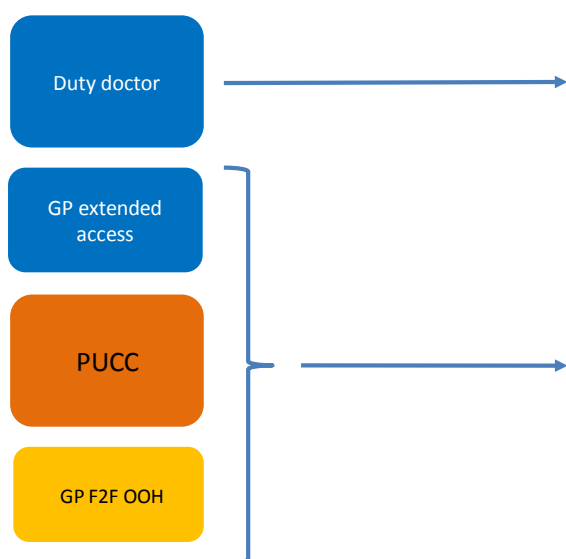 Duty doctor
GP extended
access
PUCC
GP F2F OOH